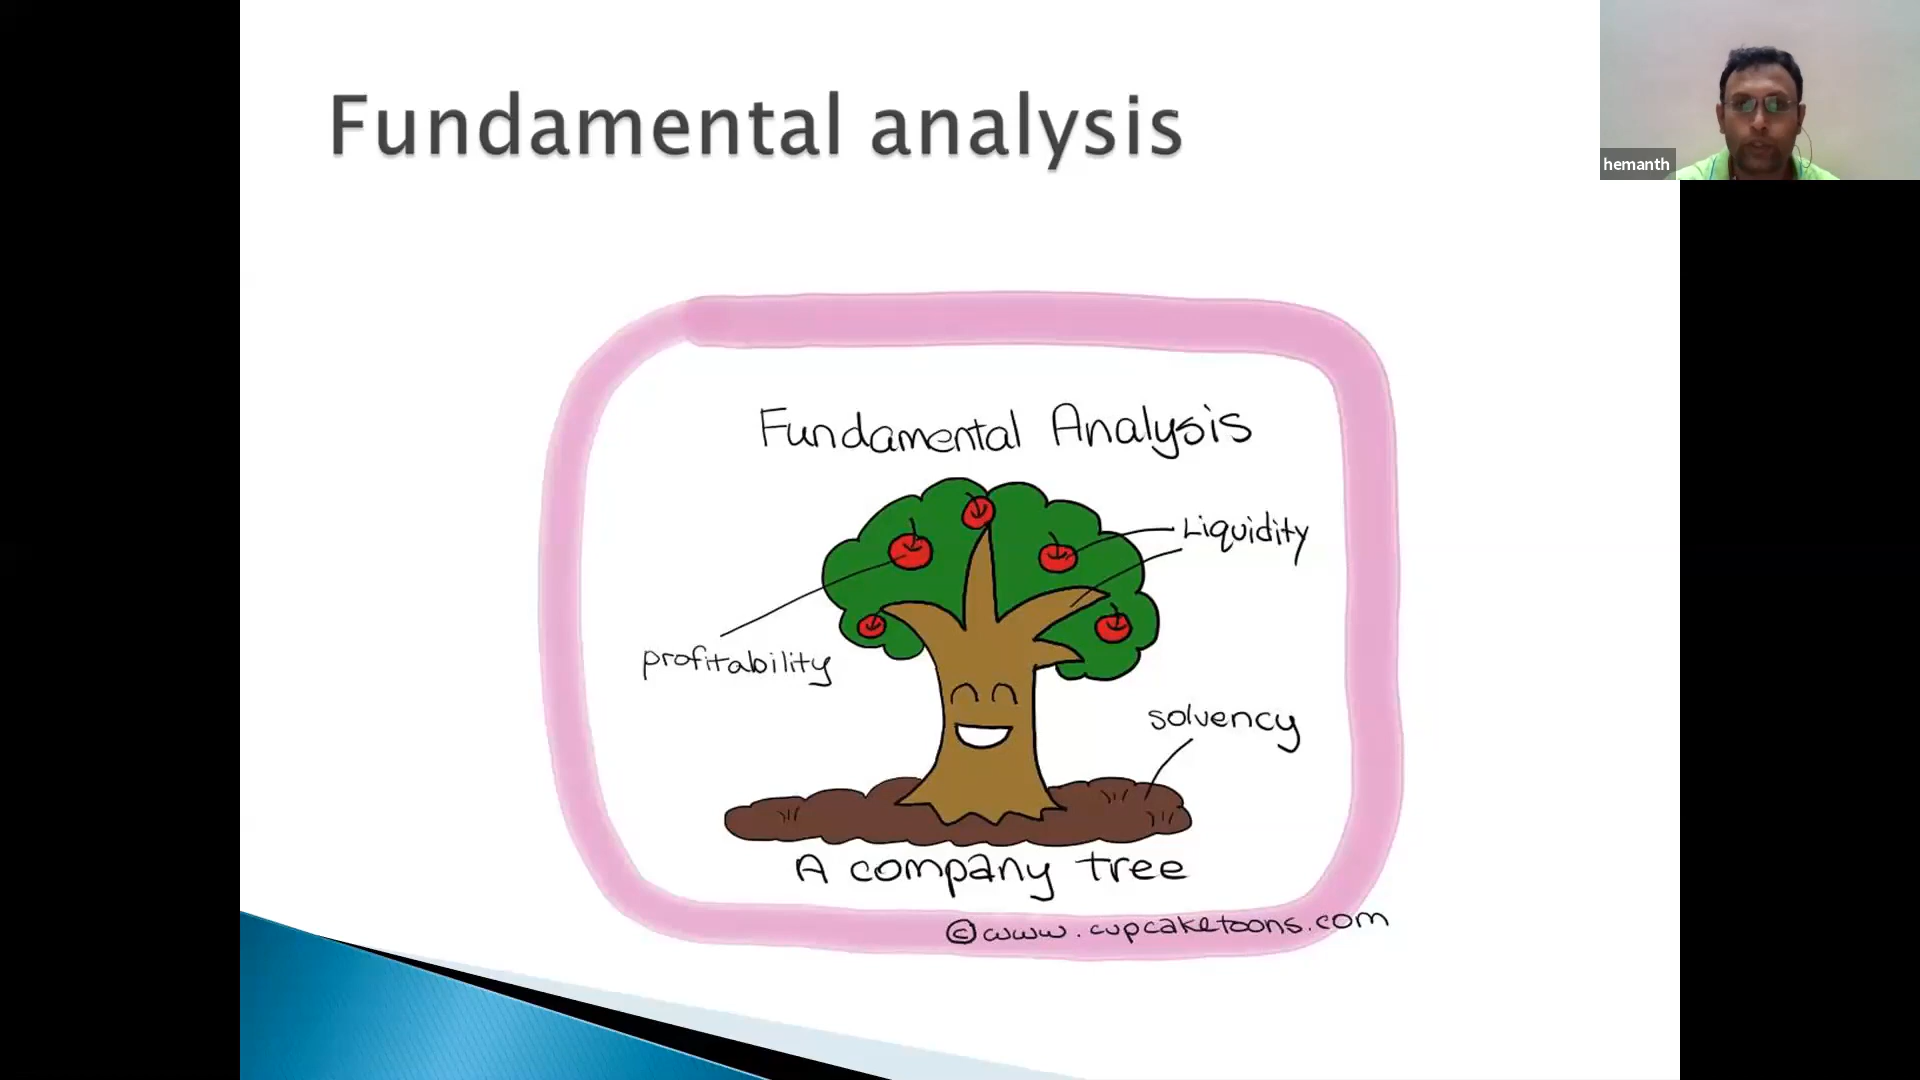 Fundamental analysis
hemanth
Fundamental Analysis
Liquidity
profitability
solvency
A company tree
©www.cupcaketoons.com